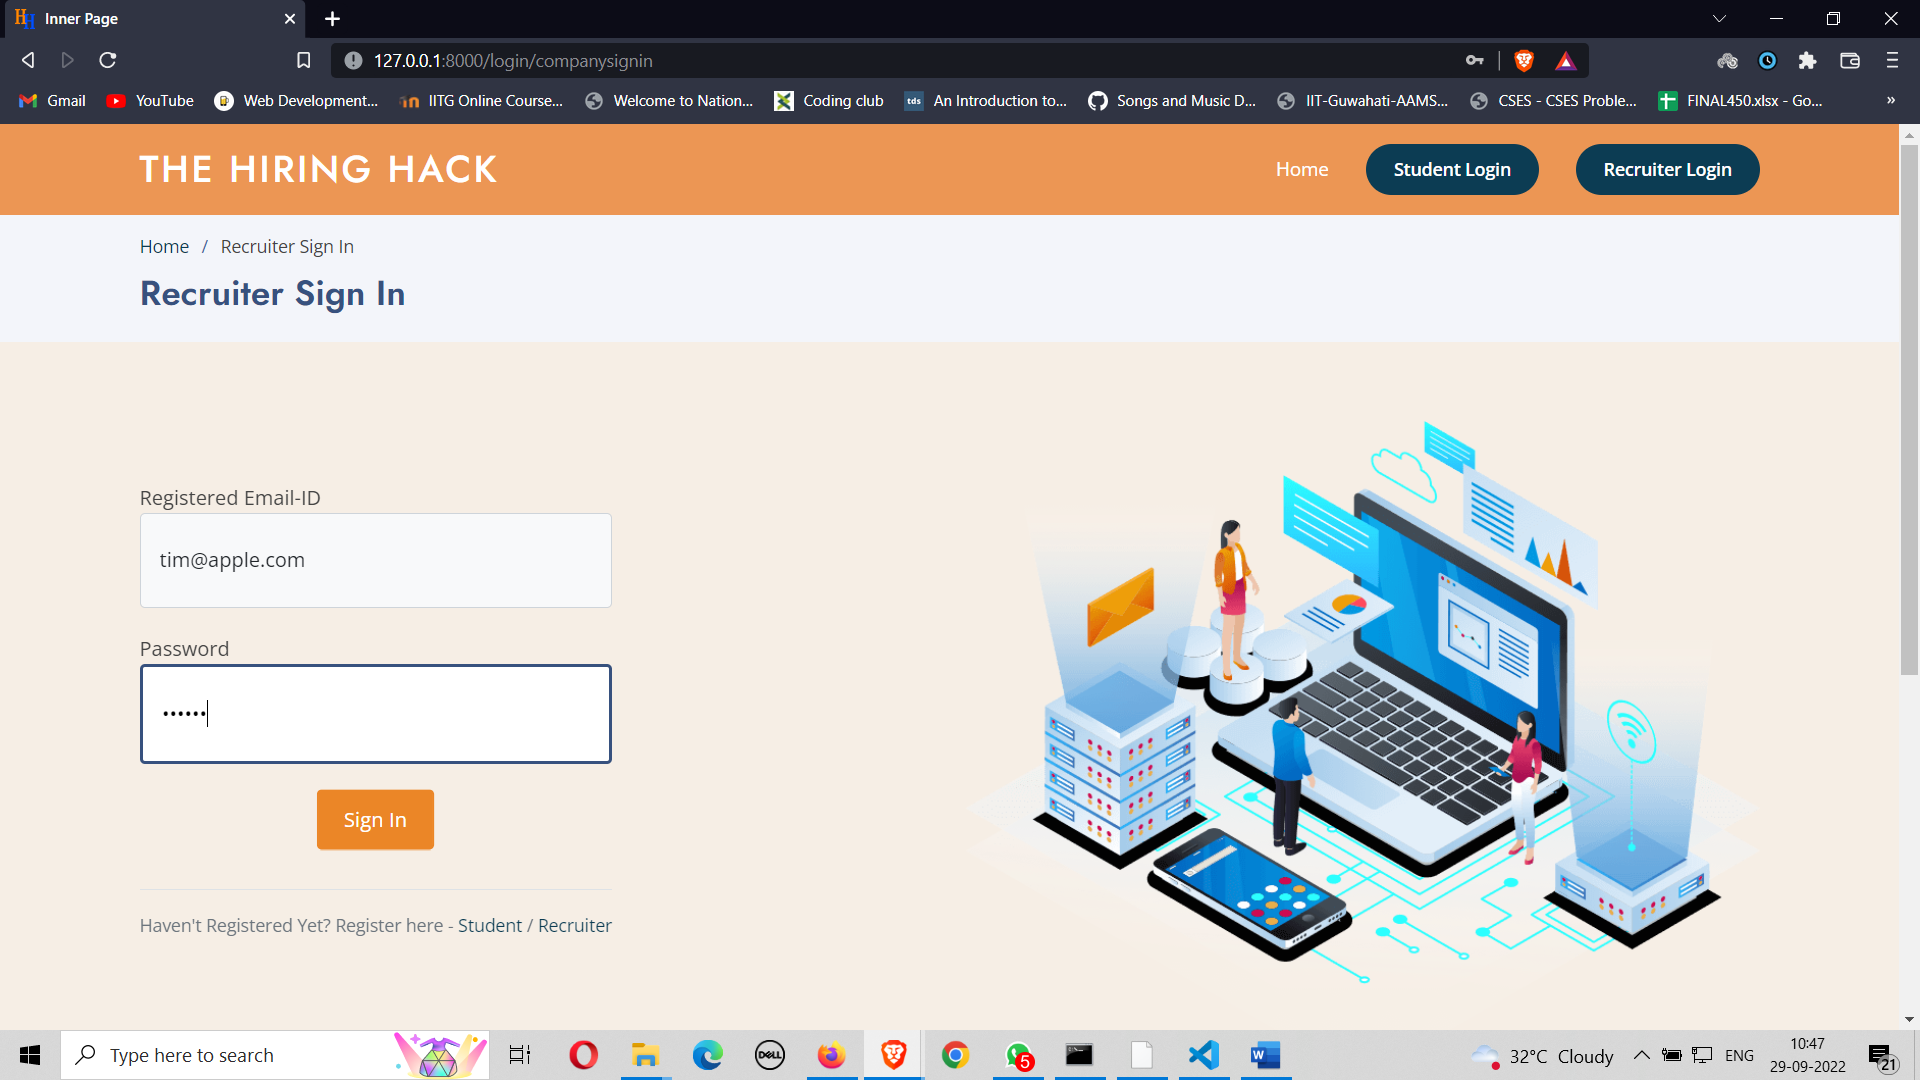 Inner Page
127.0.0.1:8000/login/companysignin
Gmail
YouTube
Web Development...
IITG Online Course...
Welcome to Nation...
Coding club
tds
An Introduction to...
Songs and Music D...
IIT-Guwahati-AAMS...
CSES - CSES Proble...
FINAL450.xlsx - Go...
»
THE HIRING HACK
Home
Student Login
Recruiter Login
Home / Recruiter Sign In
Recruiter Sign In
Registered Email-ID
tim@apple.com
Password
••••••
Sign In
Haven't Registered Yet? Register here - Student / Recruiter
Type here to search
DELL
5
W
32°C Cloudy
ENG
10:47
29-09-2022
21